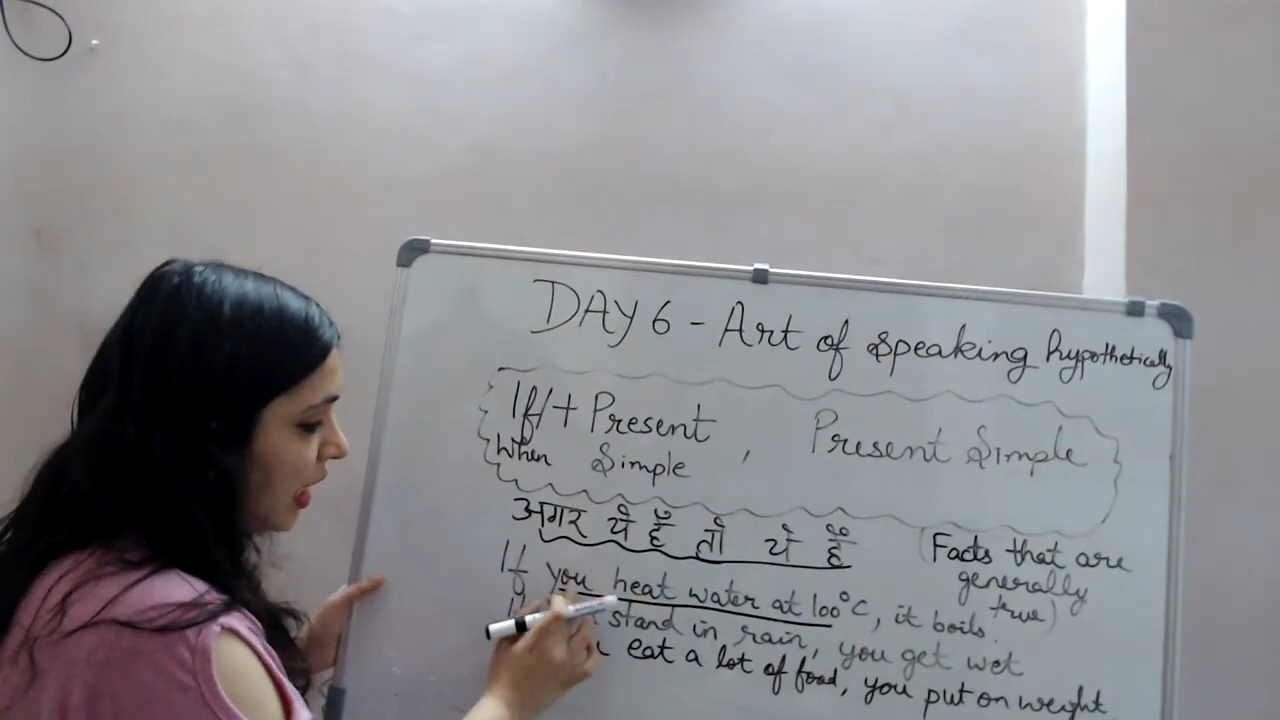 DAY 6 - Art of speaking hypothetically
If/ + Present , Present Simple
When Simple
अगर ये है तो ये है (Facts that are
generally
true)
If you heat water at 100°C, it boils.
stand in rain, you get wet
eat a lot of food, you put on weight